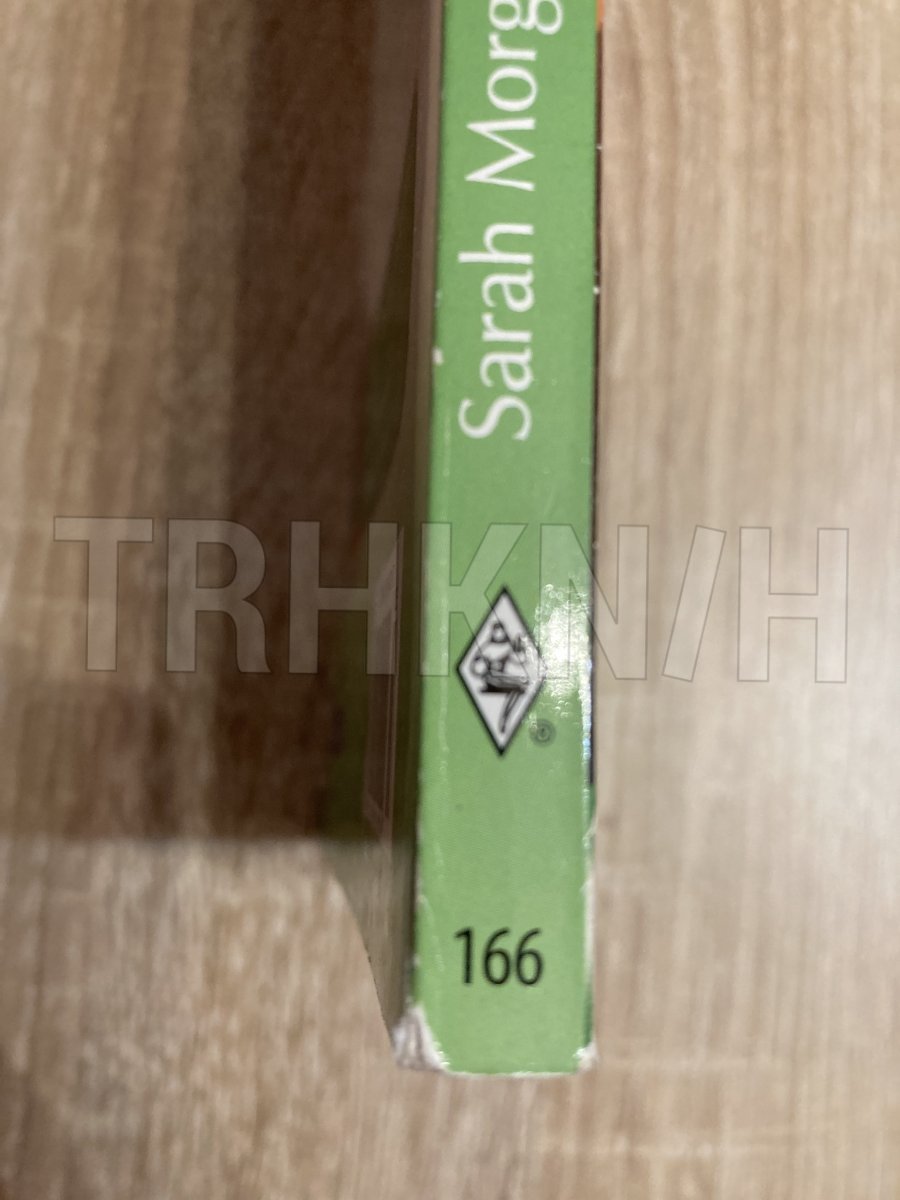 Sarah Morg
TRHKN/H
®
166